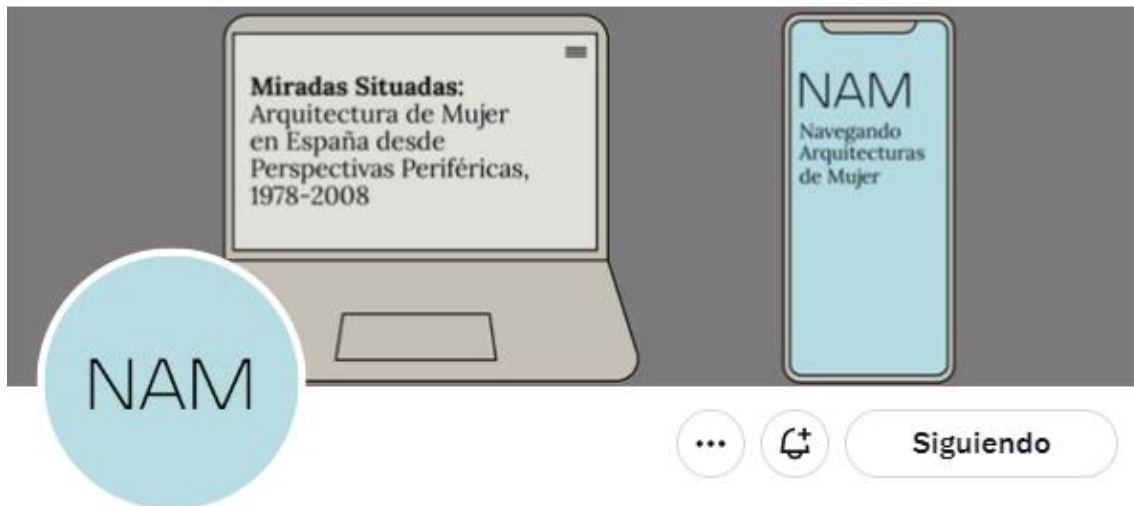 Miradas Situadas:
Arquitectura de Mujer
en España desde
Perspectivas Periféricas,
1978-2008
NAM
Navegando
Arquitecturas
de Mujer
NAM
Siguiendo